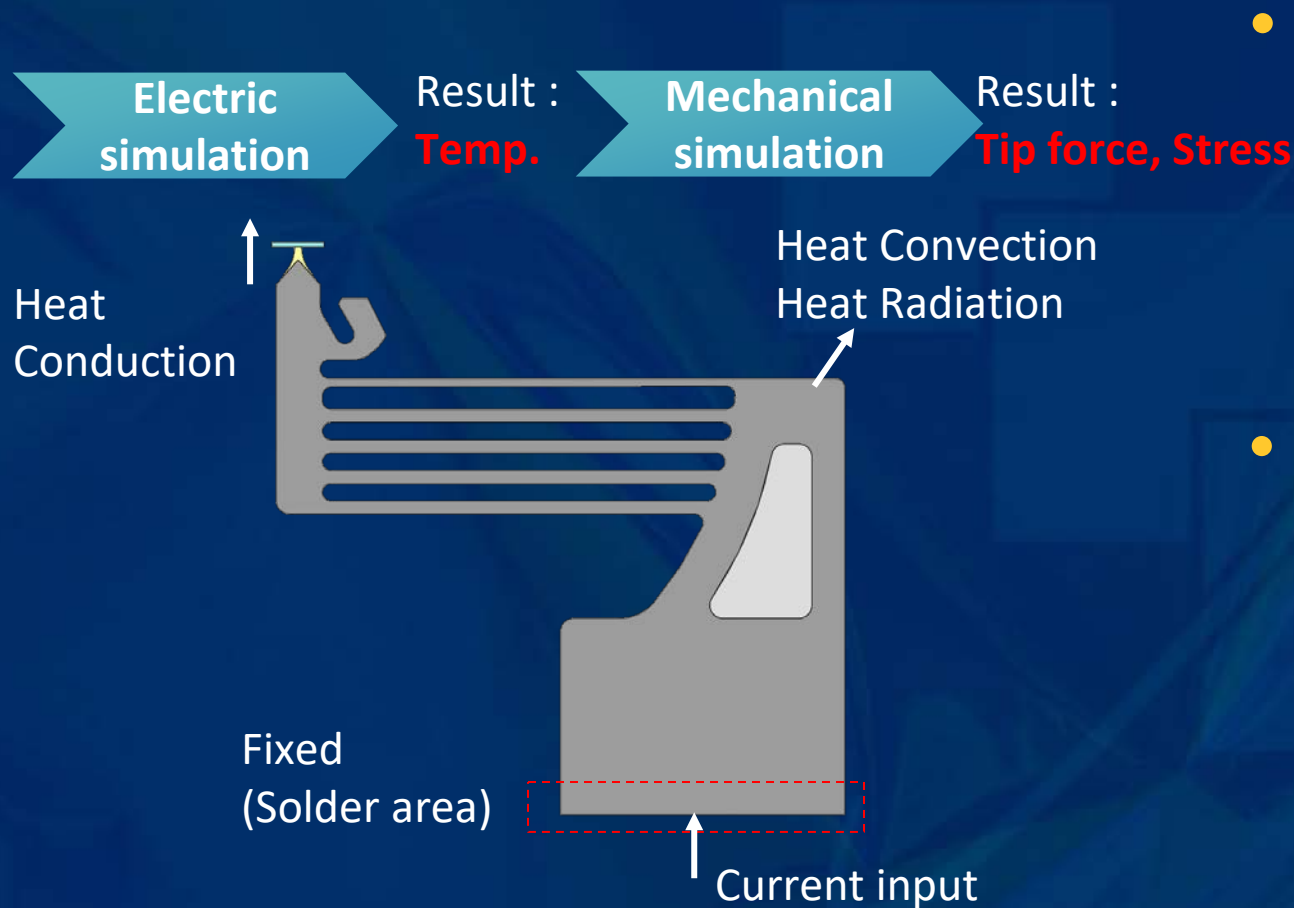 Electric
simulation
Result :
Temp.
Mechanical
simulation
Result :
Tip force, Stress
Heat Convection
Heat Radiation
Heat
Conduction
Fixed
(Solder area)
Current input